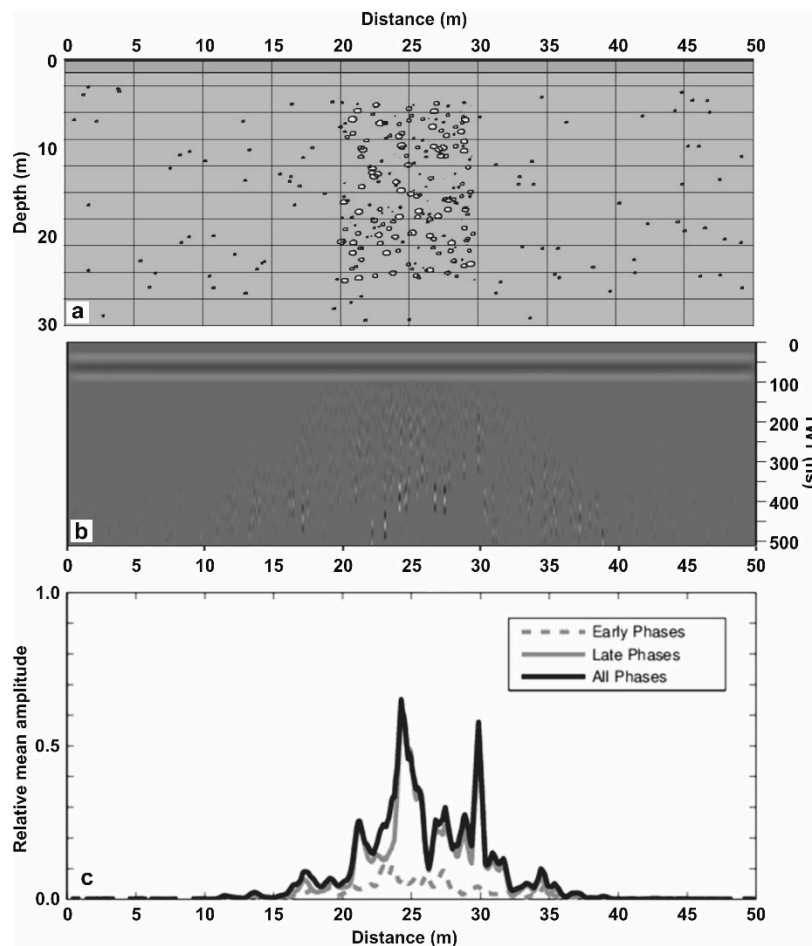 Distance (m)
0 5 10 15 20 25 30 35 40 45 50
0
10
20
30
Depth (m)
a
0
100
200
300
400
500
TWT (ns)
b
0 5 10 15 20 25 30 35 40 45 50
1.0
0.5
0.0
Relative mean amplitude
Early Phases
Late Phases
All Phases
c
0 5 10 15 20 25 30 35 40 45 50
Distance (m)